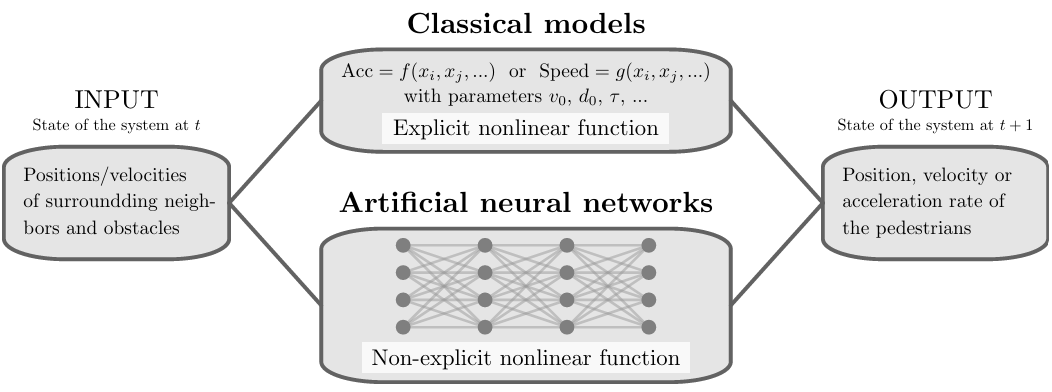 Classical models
Acc = f(x_i, x_j, ...) or Speed = g(x_i, x_j, ...)
with parameters v_0, d_0, τ, ...
Explicit nonlinear function
INPUT
State of the system at t
Positions/velocities
of surroundding neigh-
bors and obstacles
Artificial neural networks
Non-explicit nonlinear function
OUTPUT
State of the system at t + 1
Position, velocity or
acceleration rate of
the pedestrians